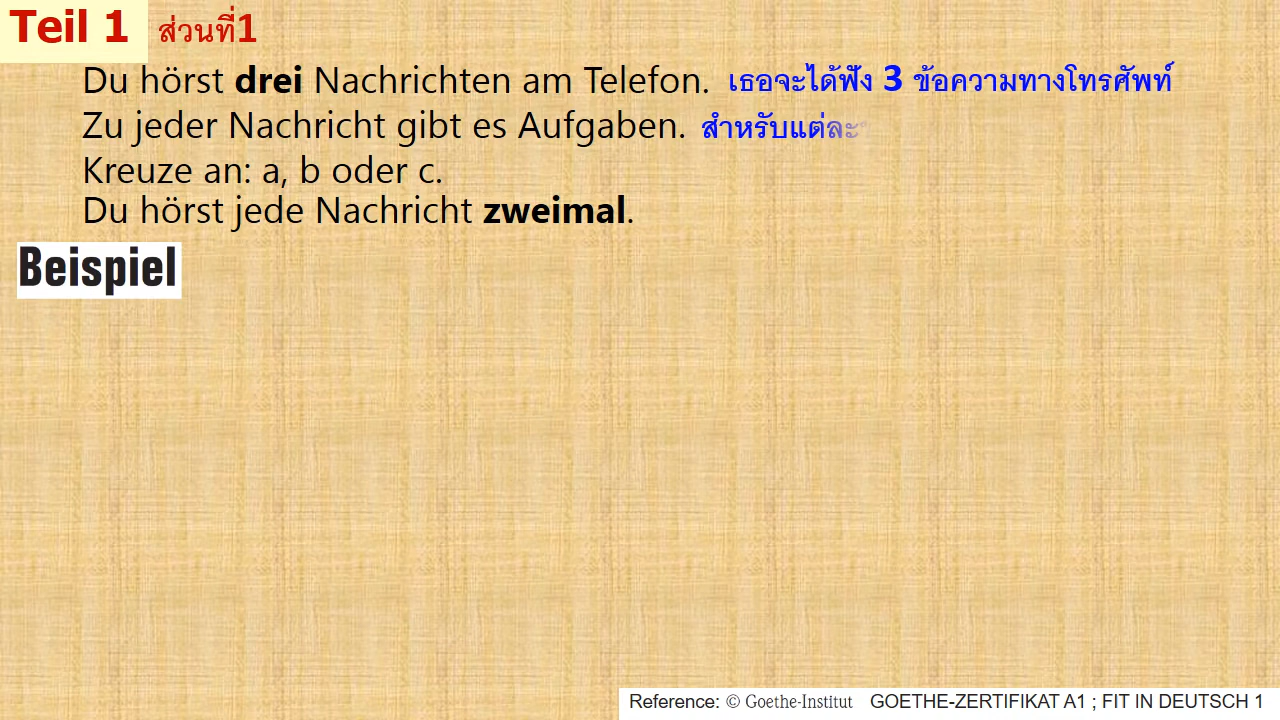 Teil 1 ส่วนที่1
Du hörst drei Nachrichten am Telefon. เธอจะได้ฟัง 3 ข้อความทางโทรศัพท์
Zu jeder Nachricht gibt es Aufgaben. สำหรับแต่ละ
Kreuze an: a, b oder c.
Du hörst jede Nachricht zweimal.
Beispiel
Reference: © Goethe-Institut GOETHE-ZERTIFIKAT A1 ; FIT IN DEUTSCH 1